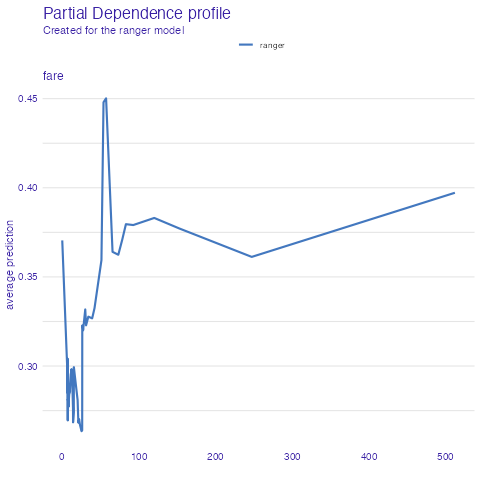 Partial Dependence profile
Created for the ranger model
ranger
fare
0.45
0.40
0.35
0.30
average prediction
0 100 200 300 400 500